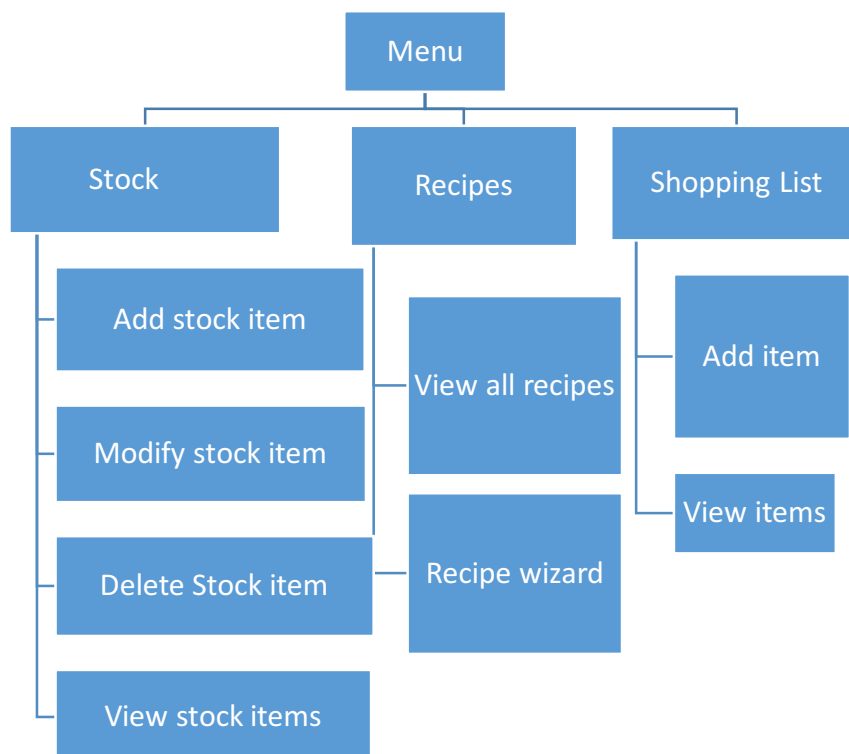 Menu
Stock
Recipes
Shopping List
Add stock item
View all recipes
Add item
Modify stock item
View items
Delete Stock item
Recipe wizard
View stock items